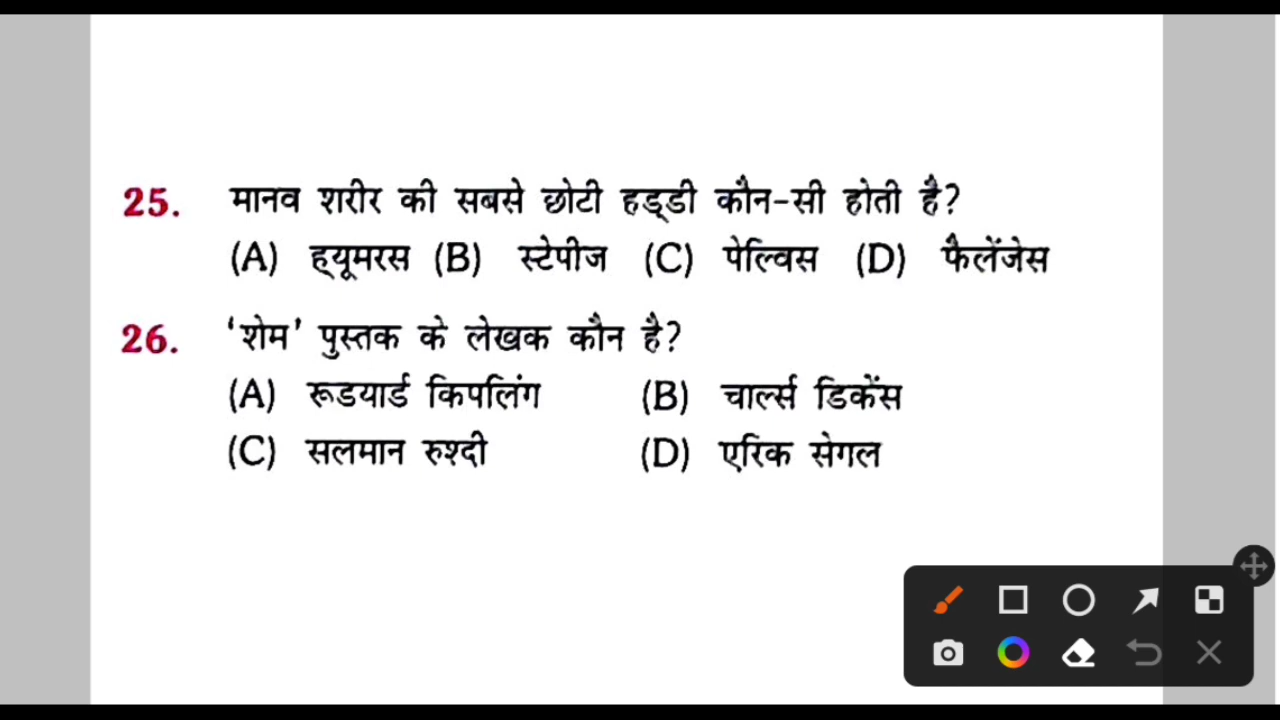 25. मानव शरीर की सबसे छोटी हड्डी कौन-सी होती है?
(A) ह्यूमरस (B) स्टेपीज (C) पेल्विस (D) फैलेंजेस
26. 'शेम' पुस्तक के लेखक कौन है?
(A) रूडयार्ड किपलिंग (B) चार्ल्स डिकेंस
(C) सलमान रुश्दी (D) एरिक सेगल